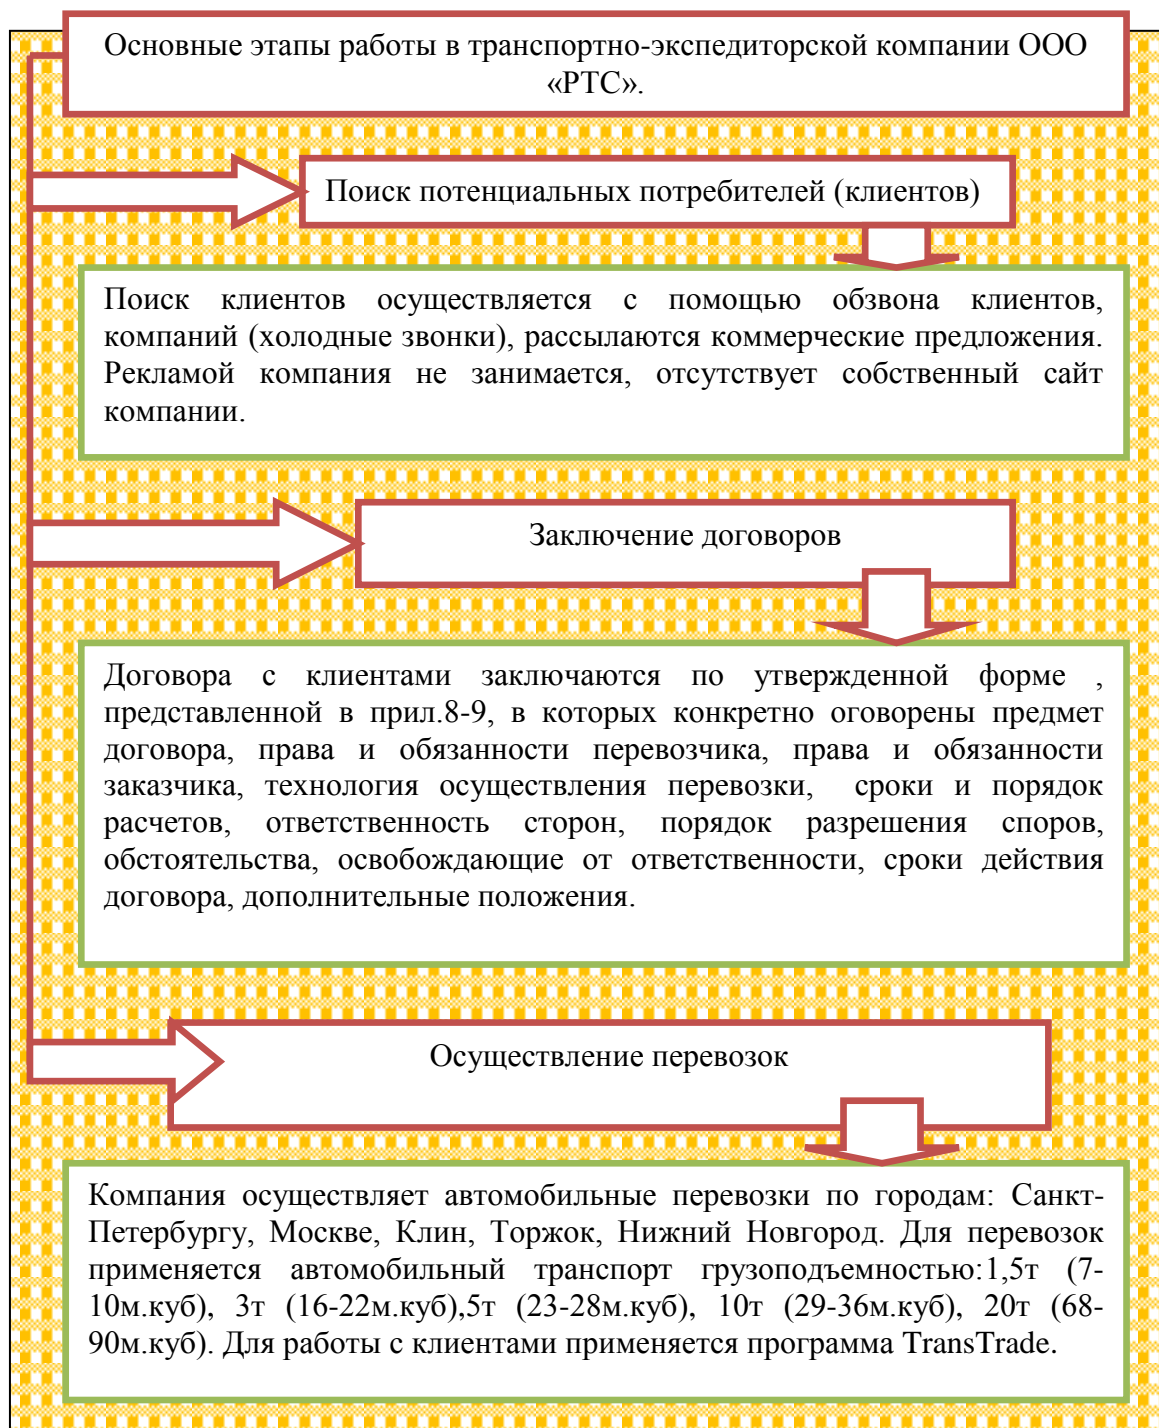 Основные этапы работы в транспортно-экспедиторской компании ООО
«РТС».
Поиск потенциальных потребителей (клиентов)
Поиск клиентов осуществляется с помощью обзвона клиентов,
компаний (холодные звонки), рассылаются коммерческие предложения.
Рекламой компания не занимается, отсутствует собственный сайт
компании.
Заключение договоров
Договора с клиентами заключаются по утвержденной форме ,
представленной в прил.8-9, в которых конкретно оговорены предмет
договора, права и обязанности перевозчика, права и обязанности
заказчика, технология осуществления перевозки, сроки и порядок
расчетов, ответственность сторон, порядок разрешения споров,
обстоятельства, освобождающие от ответственности, сроки действия
договора, дополнительные положения.
Осуществление перевозок
Компания осуществляет автомобильные перевозки по городам: Санкт-
Петербургу, Москве, Клин, Торжок, Нижний Новгород. Для перевозок
применяется автомобильный транспорт грузоподъемностью:1,5т (7-
10м.куб), 3т (16-22м.куб),5т (23-28м.куб), 10т (29-36м.куб), 20т (68-
90м.куб). Для работы с клиентами применяется программа TransTrade.